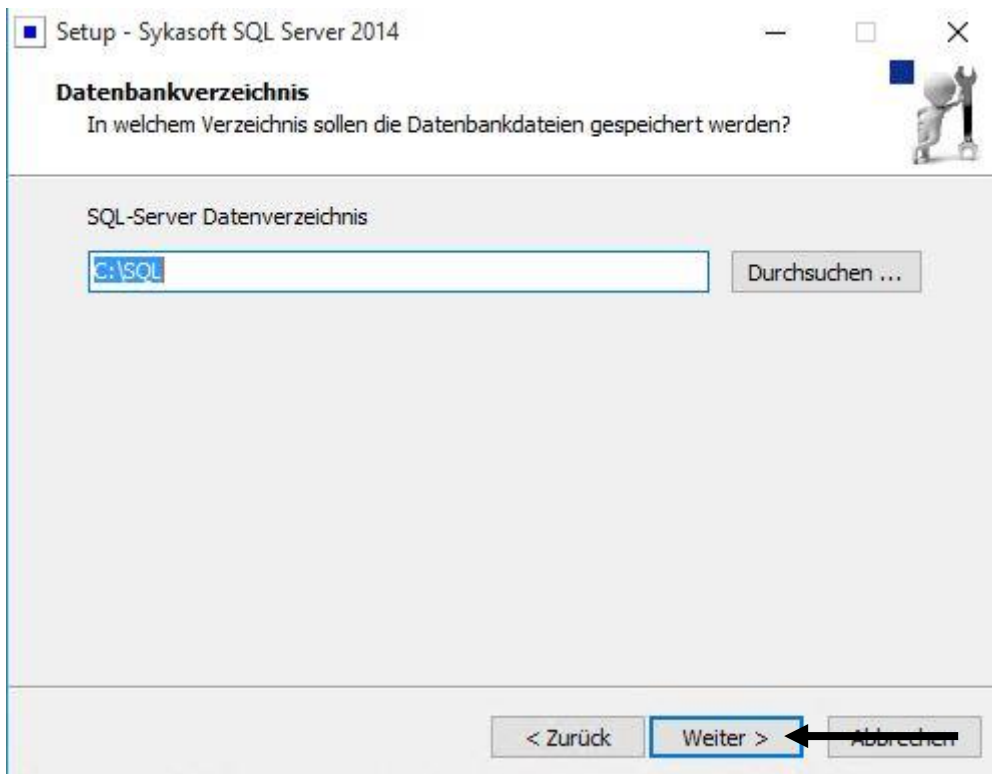 Setup - Sykasoft SQL Server 2014
Datenbankverzeichnis
In welchem Verzeichnis sollen die Datenbankdateien gespeichert werden?
SQL-Server Datenverzeichnis
C:\SQL
Durchsuchen ...
< Zurück
Weiter >
Abbrechen